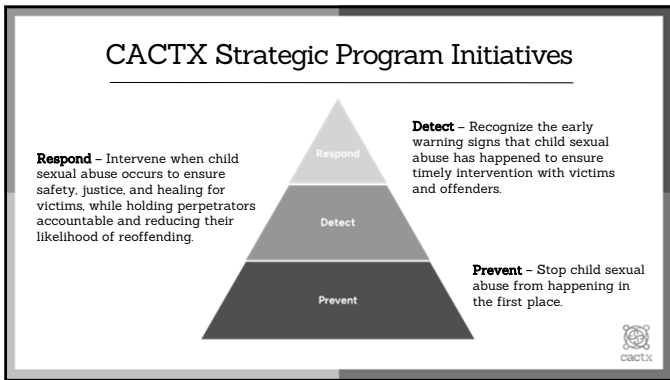 CACTX Strategic Program Initiatives
Respond – Intervene when child
sexual abuse occurs to ensure
safety, justice, and healing for
victims, while holding perpetrators
accountable and reducing their
likelihood of reoffending.
Respond
Detect
Prevent
Detect – Recognize the early
warning signs that child sexual
abuse has happened to ensure
timely intervention with victims
and offenders.
Prevent – Stop child sexual
abuse from happening in
the first place.
cactx